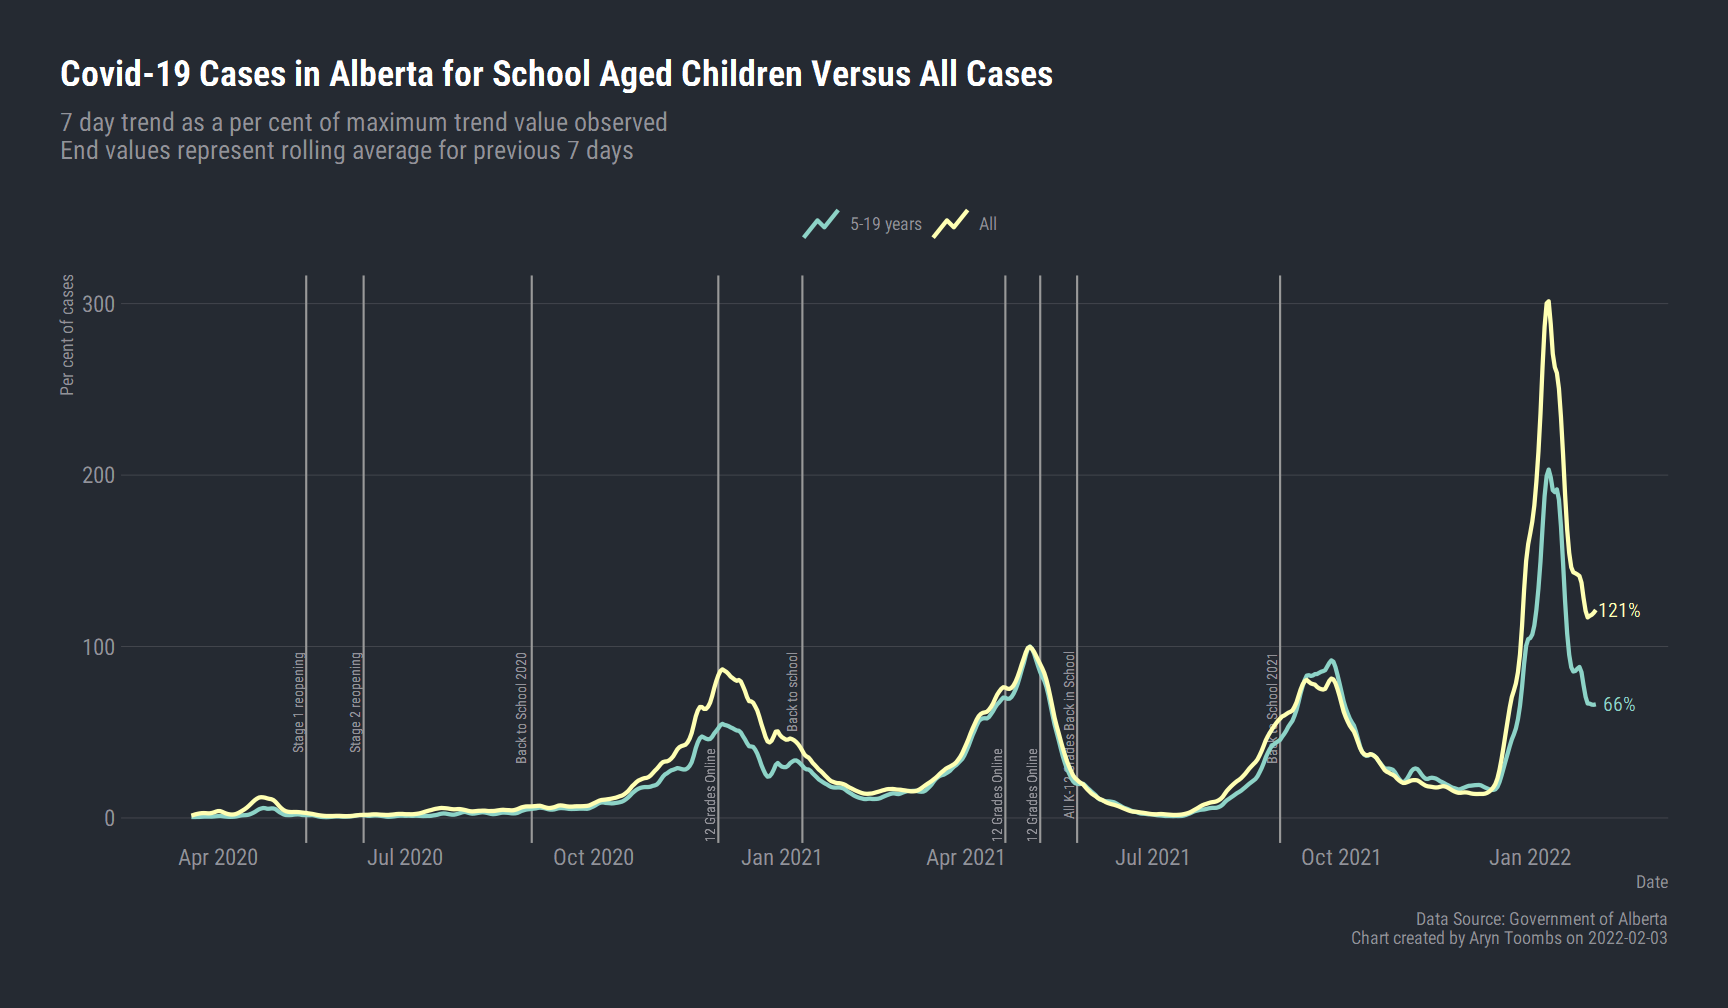 Covid-19 Cases in Alberta for School Aged Children Versus All Cases
7 day trend as a per cent of maximum trend value observed
End values represent rolling average for previous 7 days
5-19 years
All
Per cent of cases
300
200
100
0
Stage 1 reopening
Stage 2 reopening
Back to School 2020
12 Grades Online
Back to school
12 Grades Online
12 Grades Online
All K-12 Grades Back in School
Back to School 2021
121%
66%
Apr 2020
Jul 2020
Oct 2020
Jan 2021
Apr 2021
Jul 2021
Oct 2021
Jan 2022
Date
Data Source: Government of Alberta
Chart created by Aryn Toombs on 2022-02-03